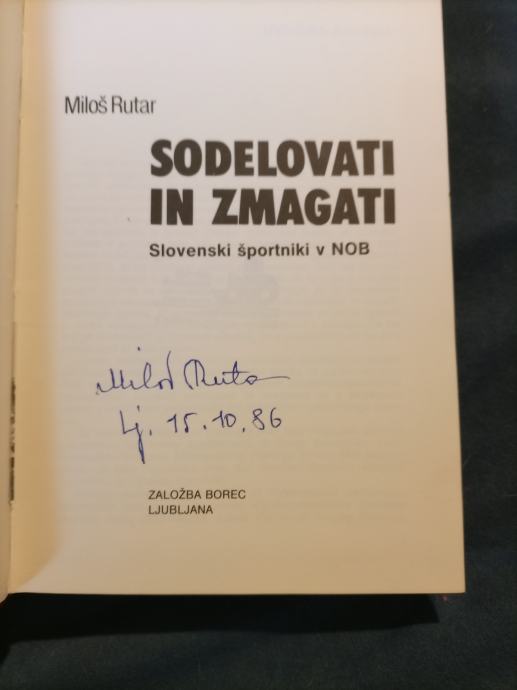 Miloš Rutar
SODELOVATI
IN ZMAGATI
Slovenski športniki v NOB
Miloš Rutar
Lj. 15.10.86
ZALOŽBA BOREC
LJUBLJANA